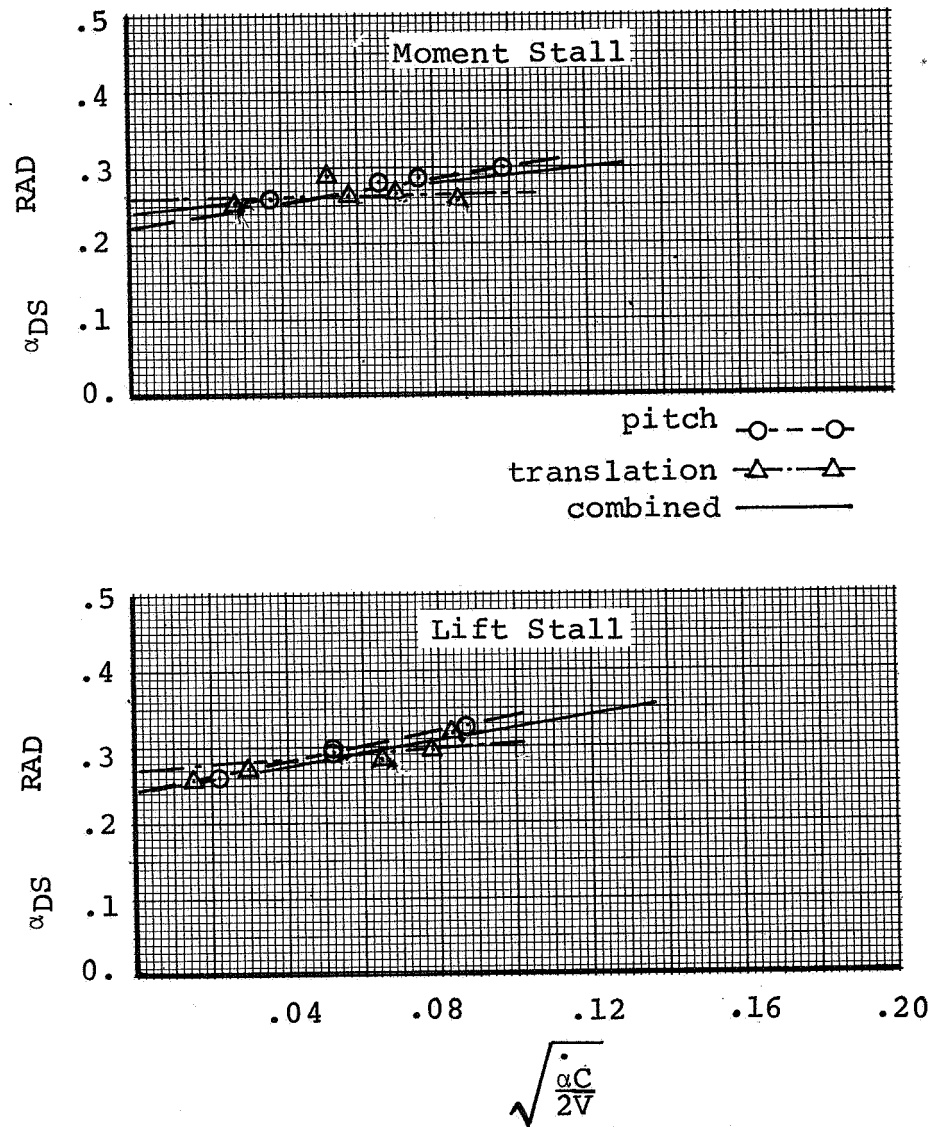 Moment Stall
.5
.4
.3
.2
.1
0.
αDS RAD
pitch
translation
combined
Lift Stall
.5
.4
.3
.2
.1
0.
αDS RAD
.04 .08 .12 .16 .20
√(α̇C/2V)